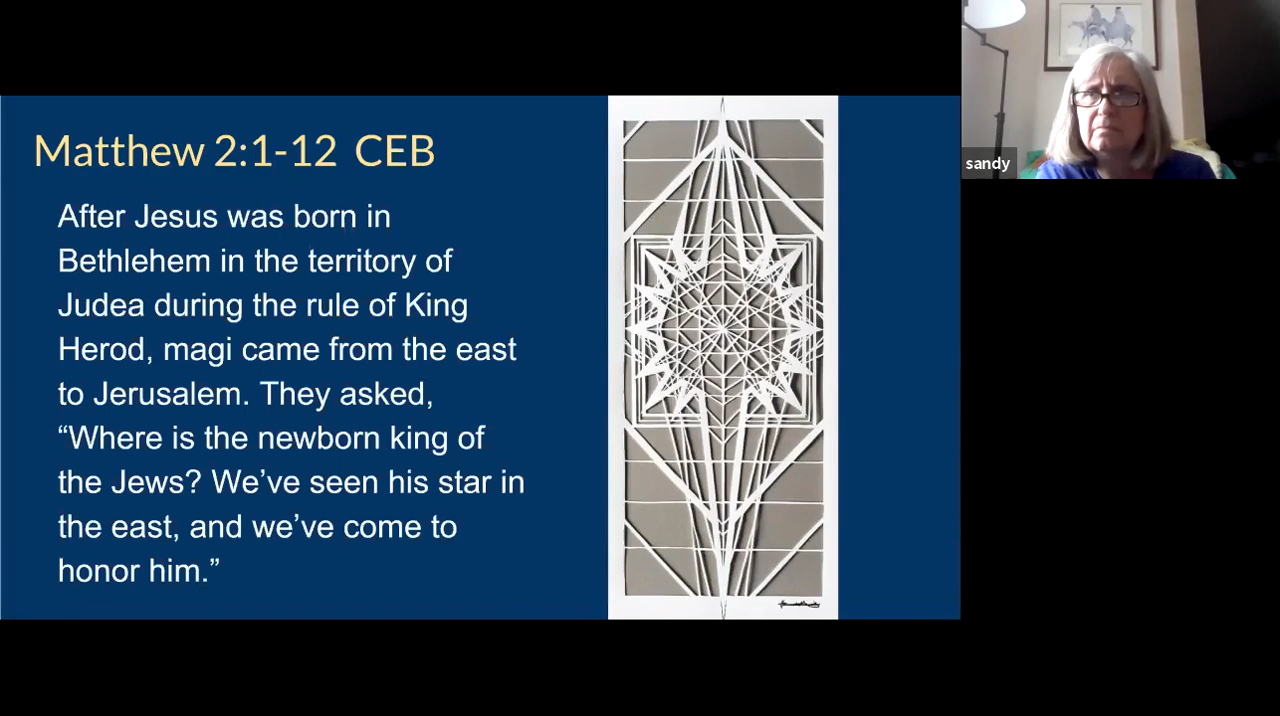 Matthew 2:1-12 CEB
After Jesus was born in
Bethlehem in the territory of
Judea during the rule of King
Herod, magi came from the east
to Jerusalem. They asked,
“Where is the newborn king of
the Jews? We’ve seen his star in
the east, and we’ve come to
honor him.”
sandy